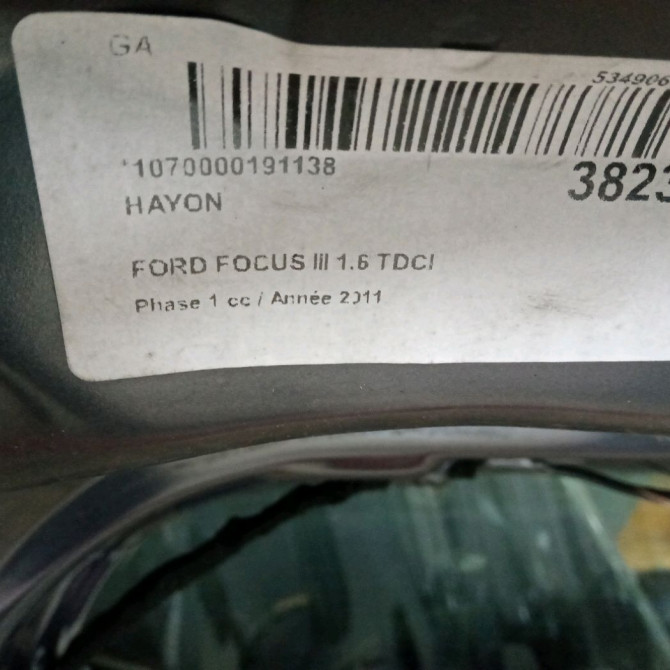 GA
534906
*1070000191138
3823
HAYON
FORD FOCUS III 1.6 TDCI
Phase 1 cc / Année 2011